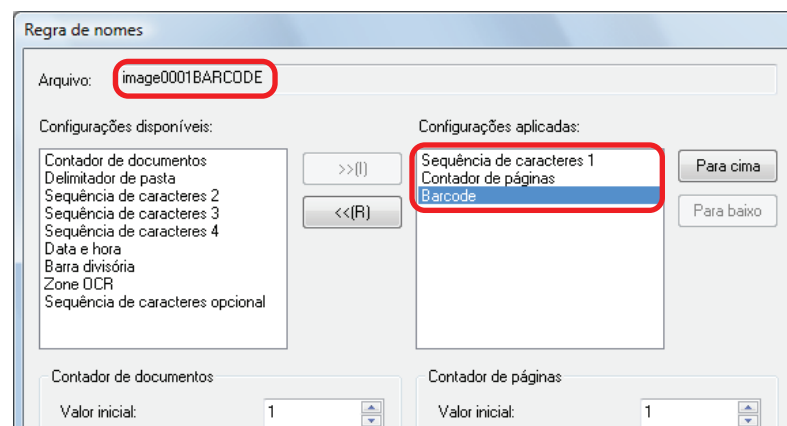 Regra de nomes
Arquivo: image0001BARCODE
Configurações disponíveis:
Contador de documentos
Delimitador de pasta
Sequência de caracteres 2
Sequência de caracteres 3
Sequência de caracteres 4
Data e hora
Barra divisória
Zone OCR
Sequência de caracteres opcional
>>(I)
<<(R)
Configurações aplicadas:
Sequência de caracteres 1
Contador de páginas
Barcode
Para cima
Para baixo
Contador de documentos
Valor inicial: 1
Contador de páginas
Valor inicial: 1